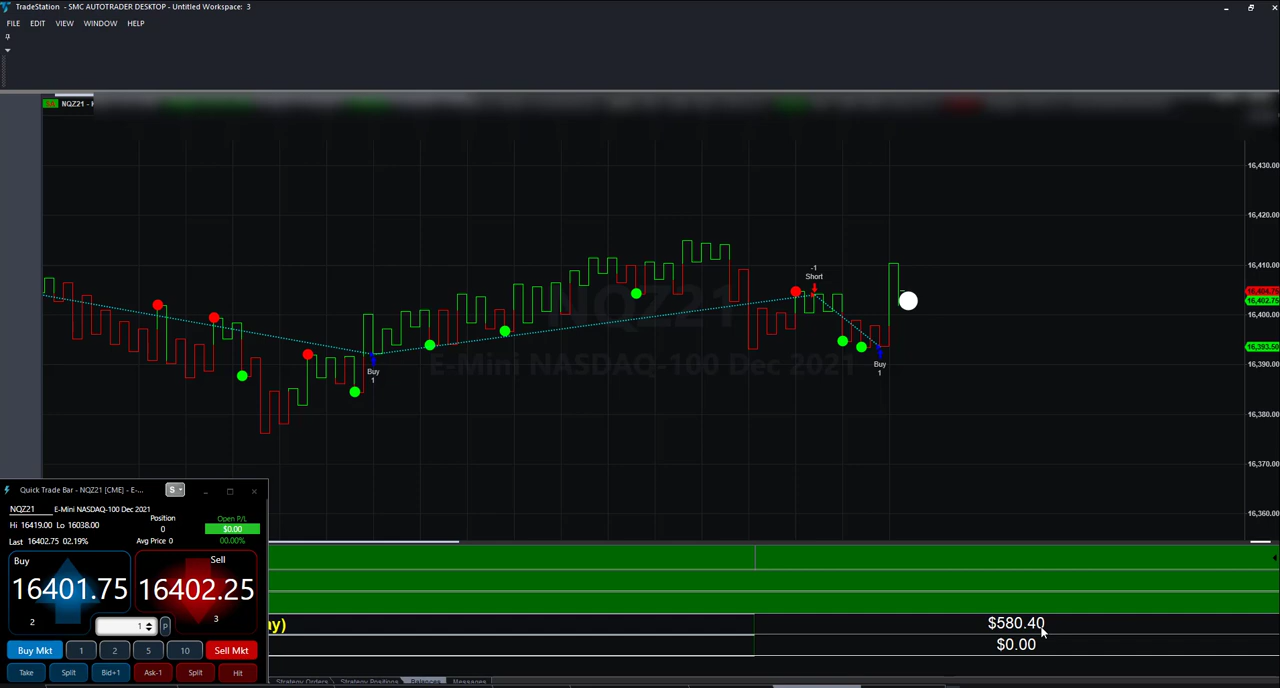 TradeStation - SMC AUTOTRADER DESKTOP - Untitled Workspace: 3
FILE EDIT VIEW WINDOW HELP
NQZ21 - H
16,430.00
16,420.00
16,410.00
16,404.75
16,402.75
16,400.00
16,393.50
16,390.00
16,380.00
16,370.00
16,360.00
-1
Short
NQZ21
E-Mini NASDAQ-100 Dec 2021
Buy
1
Buy
1
Quick Trade Bar - NQZ21 [CME] - E-... S
NQZ21 E-Mini NASDAQ-100 Dec 2021
Hi 16419.00 Lo 16038.00 Position Open P/L
0 $0.00
Last 16402.75 02.19% Avg Price 0 00.00%
Buy Sell
16401.75 16402.25
2 1 P 3
Buy Mkt 1 2 5 10 Sell Mkt
Take Split Bid+1 Ask-1 Split Hit
ay) $580.40
$0.00
Strategy Orders Strategy Positions Balances Messages